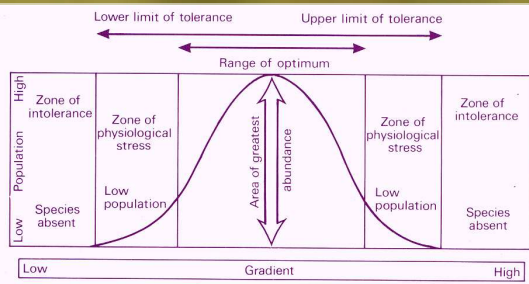 Lower limit of tolerance
Upper limit of tolerance
Range of optimum
High
Population
Low
Zone of
intolerance
Species
absent
Zone of
physiological
stress
Low
population
Area of greatest
abundance
Zone of
physiological
stress
Low
population
Zone of
intolerance
Species
absent
Low
Gradient
High